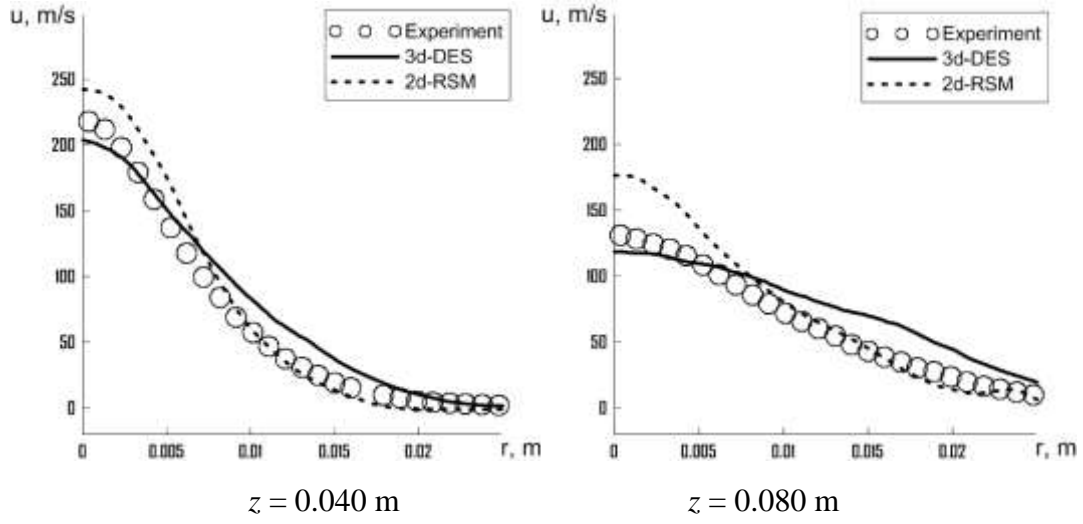 u, m/s
Experiment
3d-DES
2d-RSM
250
200
150
100
50
0
0 0.005 0.01 0.015 0.02 r, m
z = 0.040 m
u, m/s
Experiment
3d-DES
2d-RSM
250
200
150
100
50
0
0 0.005 0.01 0.015 0.02 r, m
z = 0.080 m